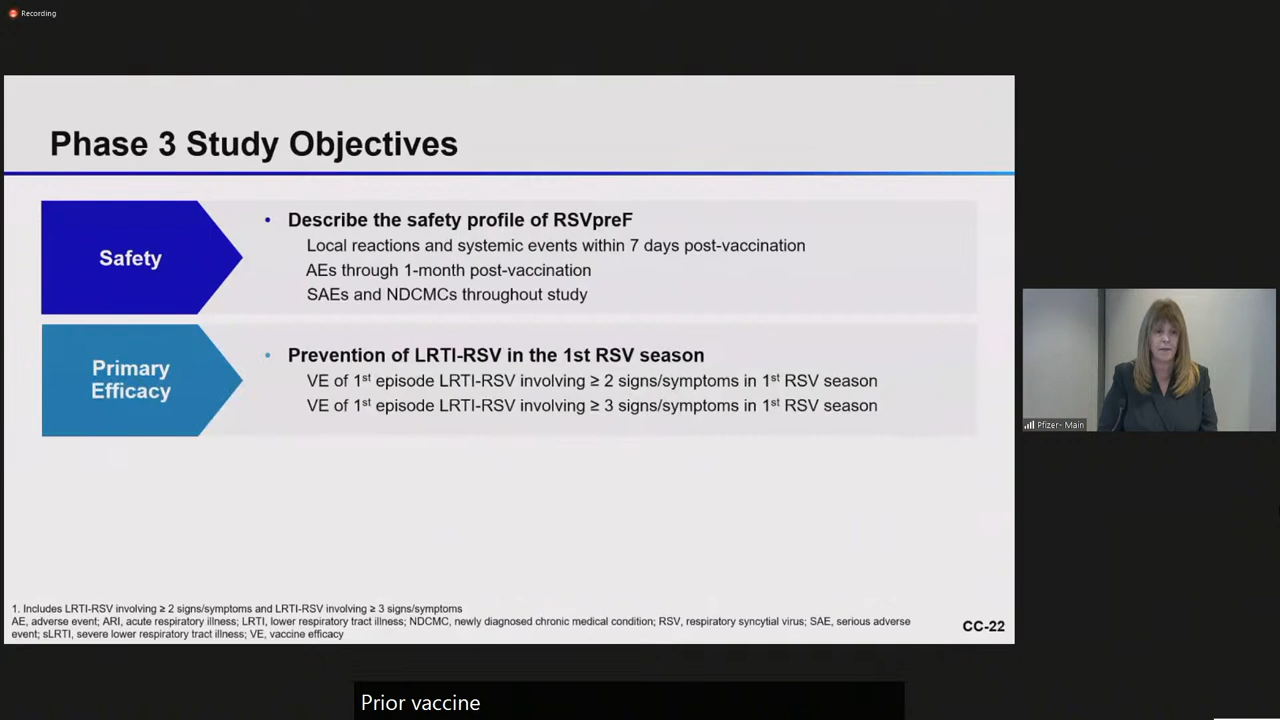 Recording
Phase 3 Study Objectives
Safety
• Describe the safety profile of RSVpreF
Local reactions and systemic events within 7 days post-vaccination
AEs through 1-month post-vaccination
SAEs and NDCMCs throughout study
Primary
Efficacy
• Prevention of LRTI-RSV in the 1st RSV season
VE of 1st episode LRTI-RSV involving ≥ 2 signs/symptoms in 1st RSV season
VE of 1st episode LRTI-RSV involving ≥ 3 signs/symptoms in 1st RSV season
Pfizer- Main
1. Includes LRTI-RSV involving ≥ 2 signs/symptoms and LRTI-RSV involving ≥ 3 signs/symptoms
AE, adverse event; ARI, acute respiratory illness; LRTI, lower respiratory tract illness; NDCMC, newly diagnosed chronic medical condition; RSV, respiratory syncytial virus; SAE, serious adverse
event; sLRTI, severe lower respiratory tract illness; VE, vaccine efficacy
CC-22
Prior vaccine